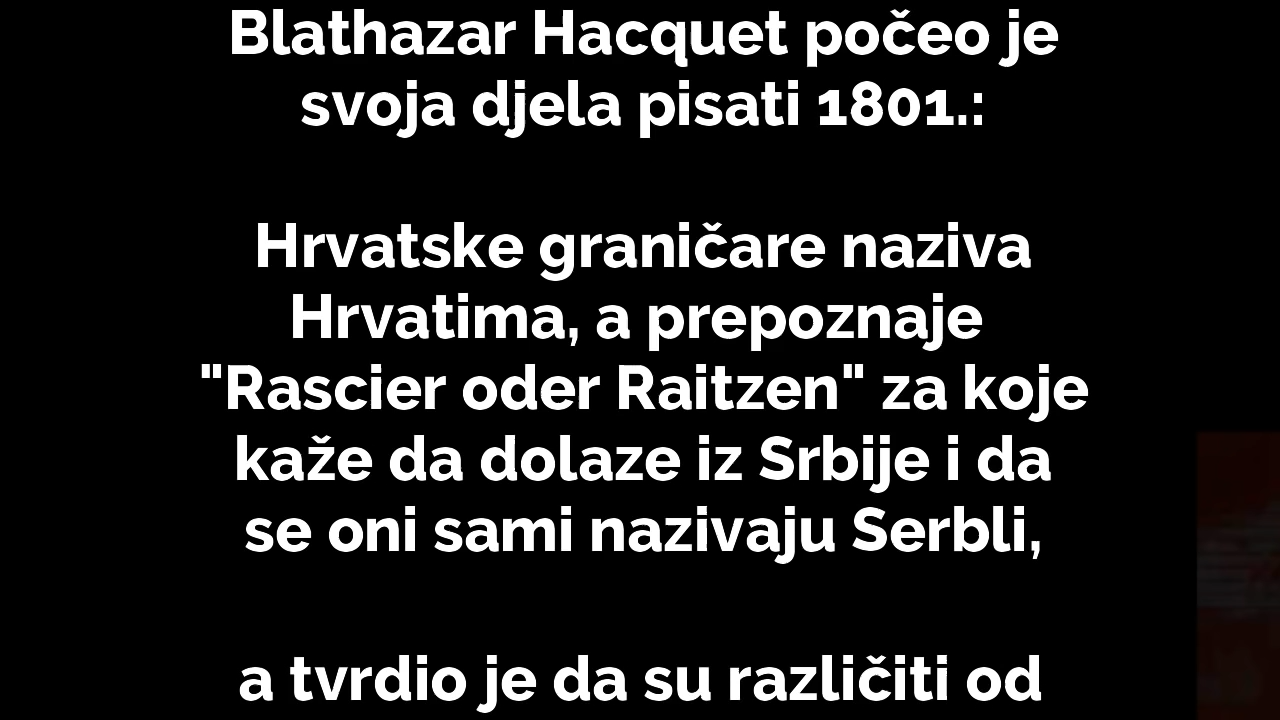 Blathazar Hacquet počeo je
svoja djela pisati 1801.:
Hrvatske graničare naziva
Hrvatima, a prepoznaje
"Rascier oder Raitzen" za koje
kaže da dolaze iz Srbije i da
se oni sami nazivaju Serbli,
a tvrdio je da su različiti od